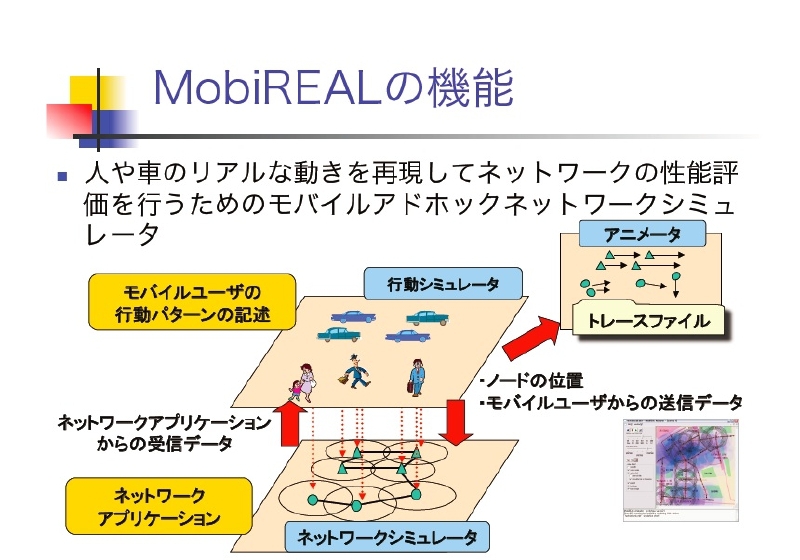 MobiREALの機能
人や車のリアルな動きを再現してネットワークの性能評
価を行うためのモバイルアドホックネットワークシミュ
レータ
アニメータ
トレースファイル
行動シミュレータ
モバイルユーザの
行動パターンの記述
・ノードの位置
・モバイルユーザからの送信データ
ネットワークアプリケーション
からの受信データ
ネットワーク
アプリケーション
ネットワークシミュレータ